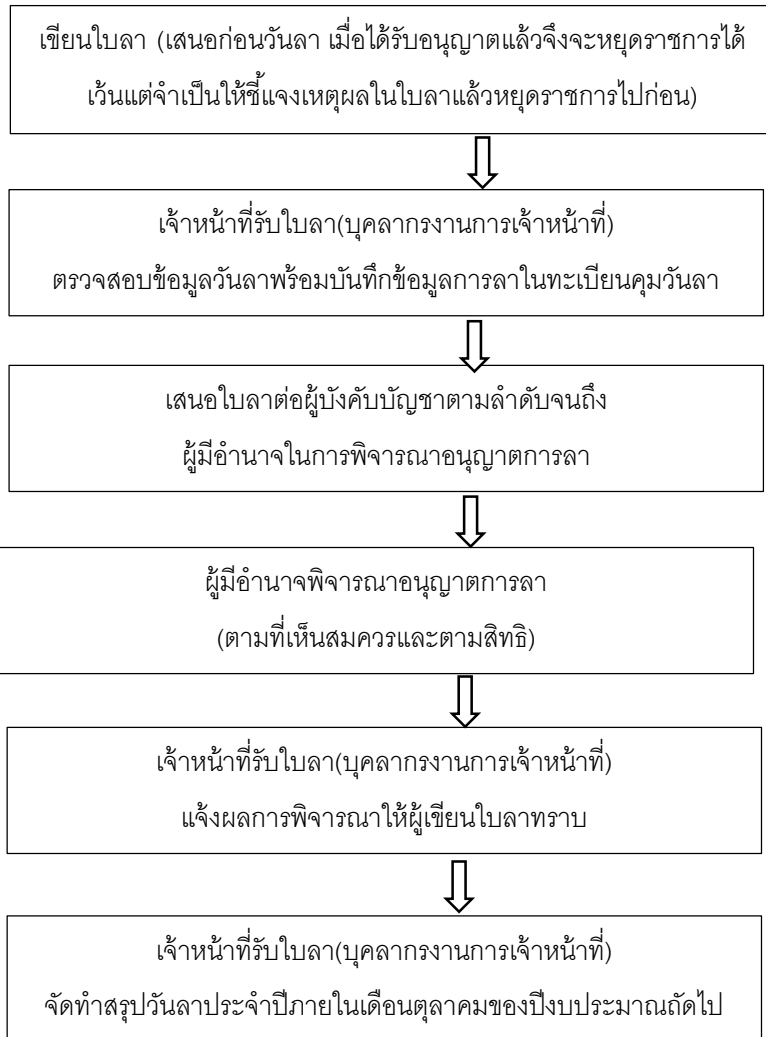 เขียนใบลา (เสนอก่อนวันลา เมื่อได้รับอนุญาตแล้วจึงจะหยุดราชการได้
เว้นแต่จำเป็นให้ชี้แจงเหตุผลในใบลาแล้วหยุดราชการไปก่อน)
เจ้าหน้าที่รับใบลา(บุคลากรงานการเจ้าหน้าที่)
ตรวจสอบข้อมูลวันลาพร้อมบันทึกข้อมูลการลาในทะเบียนคุมวันลา
เสนอใบลาต่อผู้บังคับบัญชาตามลำดับจนถึง
ผู้มีอำนาจในการพิจารณาอนุญาตการลา
ผู้มีอำนาจพิจารณาอนุญาตการลา
(ตามที่เห็นสมควรและตามสิทธิ)
เจ้าหน้าที่รับใบลา(บุคลากรงานการเจ้าหน้าที่)
แจ้งผลการพิจารณาให้ผู้เขียนใบลาทราบ
เจ้าหน้าที่รับใบลา(บุคลากรงานการเจ้าหน้าที่)
จัดทำสรุปวันลาประจำปีภายในเดือนตุลาคมของปีงบประมาณถัดไป